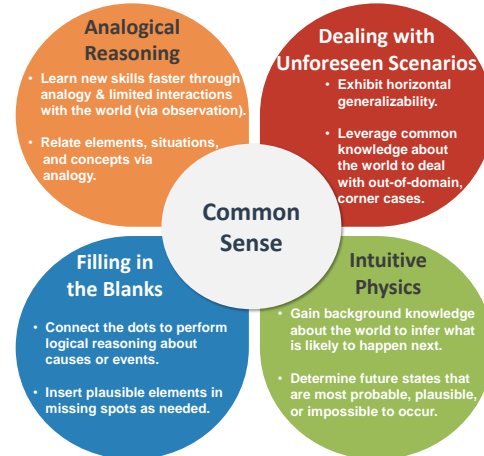 Analogical
Reasoning
• Learn new skills faster through
analogy & limited interactions
with the world (via observation).
• Relate elements, situations,
and concepts via
analogy.
Dealing with
Unforeseen Scenarios
• Exhibit horizontal
generalizability.
• Leverage common
knowledge about
the world to deal
with out-of-domain,
corner cases.
Common
Sense
Filling in
the Blanks
• Connect the dots to perform
logical reasoning about
causes or events.
• Insert plausible elements in
missing spots as needed.
Intuitive
Physics
• Gain background knowledge
about the world to infer what
is likely to happen next.
• Determine future states that
are most probable, plausible,
or impossible to occur.